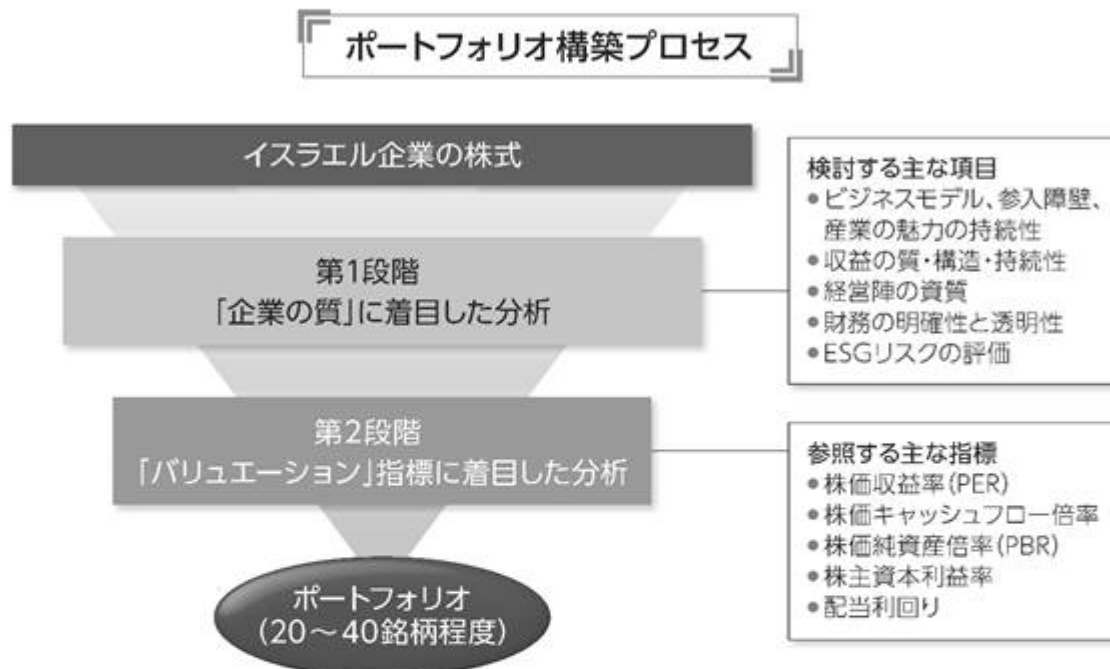 ポートフォリオ構築プロセス
イスラエル企業の株式
第1段階
「企業の質」に着目した分析
検討する主な項目
●ビジネスモデル、参入障壁、
産業の魅力の持続性
●収益の質・構造・持続性
●経営陣の資質
●財務の明確性と透明性
●ESGリスクの評価
第2段階
「バリュエーション」指標に着目した分析
参照する主な指標
●株価収益率(PER)
●株価キャッシュフロー倍率
●株価純資産倍率(PBR)
●株主資本利益率
●配当利回り
ポートフォリオ
(20～40銘柄程度)